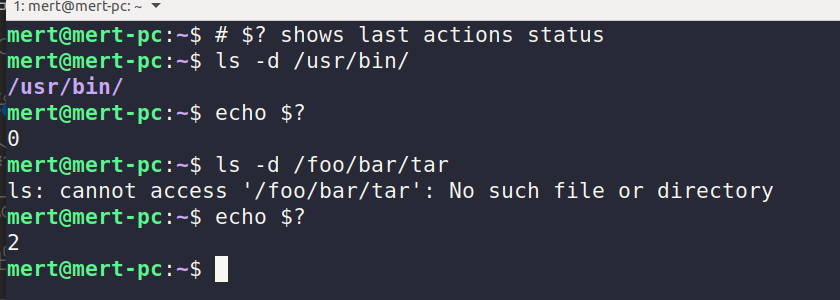 1: mert@mert-pc: ~
mert@mert-pc:~$ # $? shows last actions status
mert@mert-pc:~$ ls -d /usr/bin/
/usr/bin/
mert@mert-pc:~$ echo $?
0
mert@mert-pc:~$ ls -d /foo/bar/tar
ls: cannot access '/foo/bar/tar': No such file or directory
mert@mert-pc:~$ echo $?
2
mert@mert-pc:~$